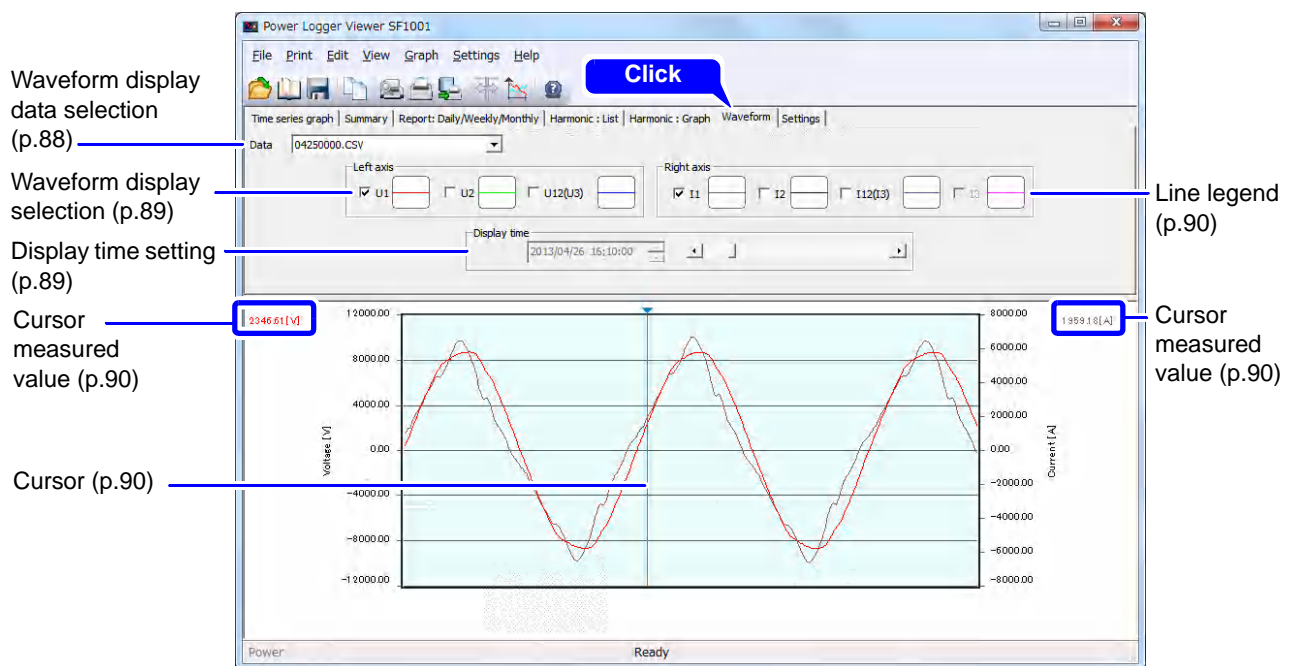 Power Logger Viewer SF1001
File Print Edit View Graph Settings Help
Click
Time series graph Summary Report: Daily/Weekly/Monthly Harmonic : List Harmonic : Graph Waveform Settings
Waveform display
data selection
(p.88)
Data 04250000.CSV
Left axis
U1 U2 U12(U3)
Right axis
I1 I2 I12(I3) I3
Waveform display
selection (p.89)
Line legend
(p.90)
Display time setting
(p.89)
Display time
2013/04/26 16:10:00
Cursor
measured
value (p.90)
2346.61[V]
1959.18[A]
Cursor
measured
value (p.90)
12000.00
8000.00
4000.00
0.00
-4000.00
-8000.00
-12000.00
Voltage [V]
8000.00
6000.00
4000.00
2000.00
0.00
-2000.00
-4000.00
-6000.00
-8000.00
Current [A]
Cursor (p.90)
Power Ready